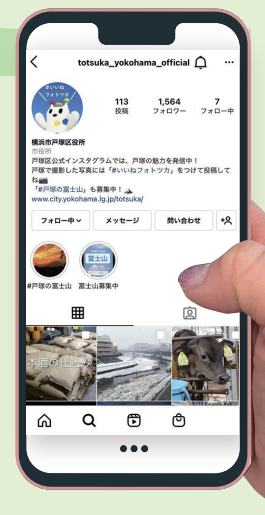 totsuka_yokohama_official
#いいね
フォトツカ
113
投稿
1,564
フォロワー
7
フォロー中
横浜市戸塚区役所
市役所
戸塚区公式インスタグラムでは、戸塚の魅力を発信中！
戸塚で撮影した写真には「#いいねフォトツカ」をつけて投稿して
ね📷
「#戸塚の富士山」も募集中！🗻
www.city.yokohama.lg.jp/totsuka/
フォロー中
メッセージ
問い合わせ
富士山
#戸塚の富士山
富士山募集中
本酒の仕込み